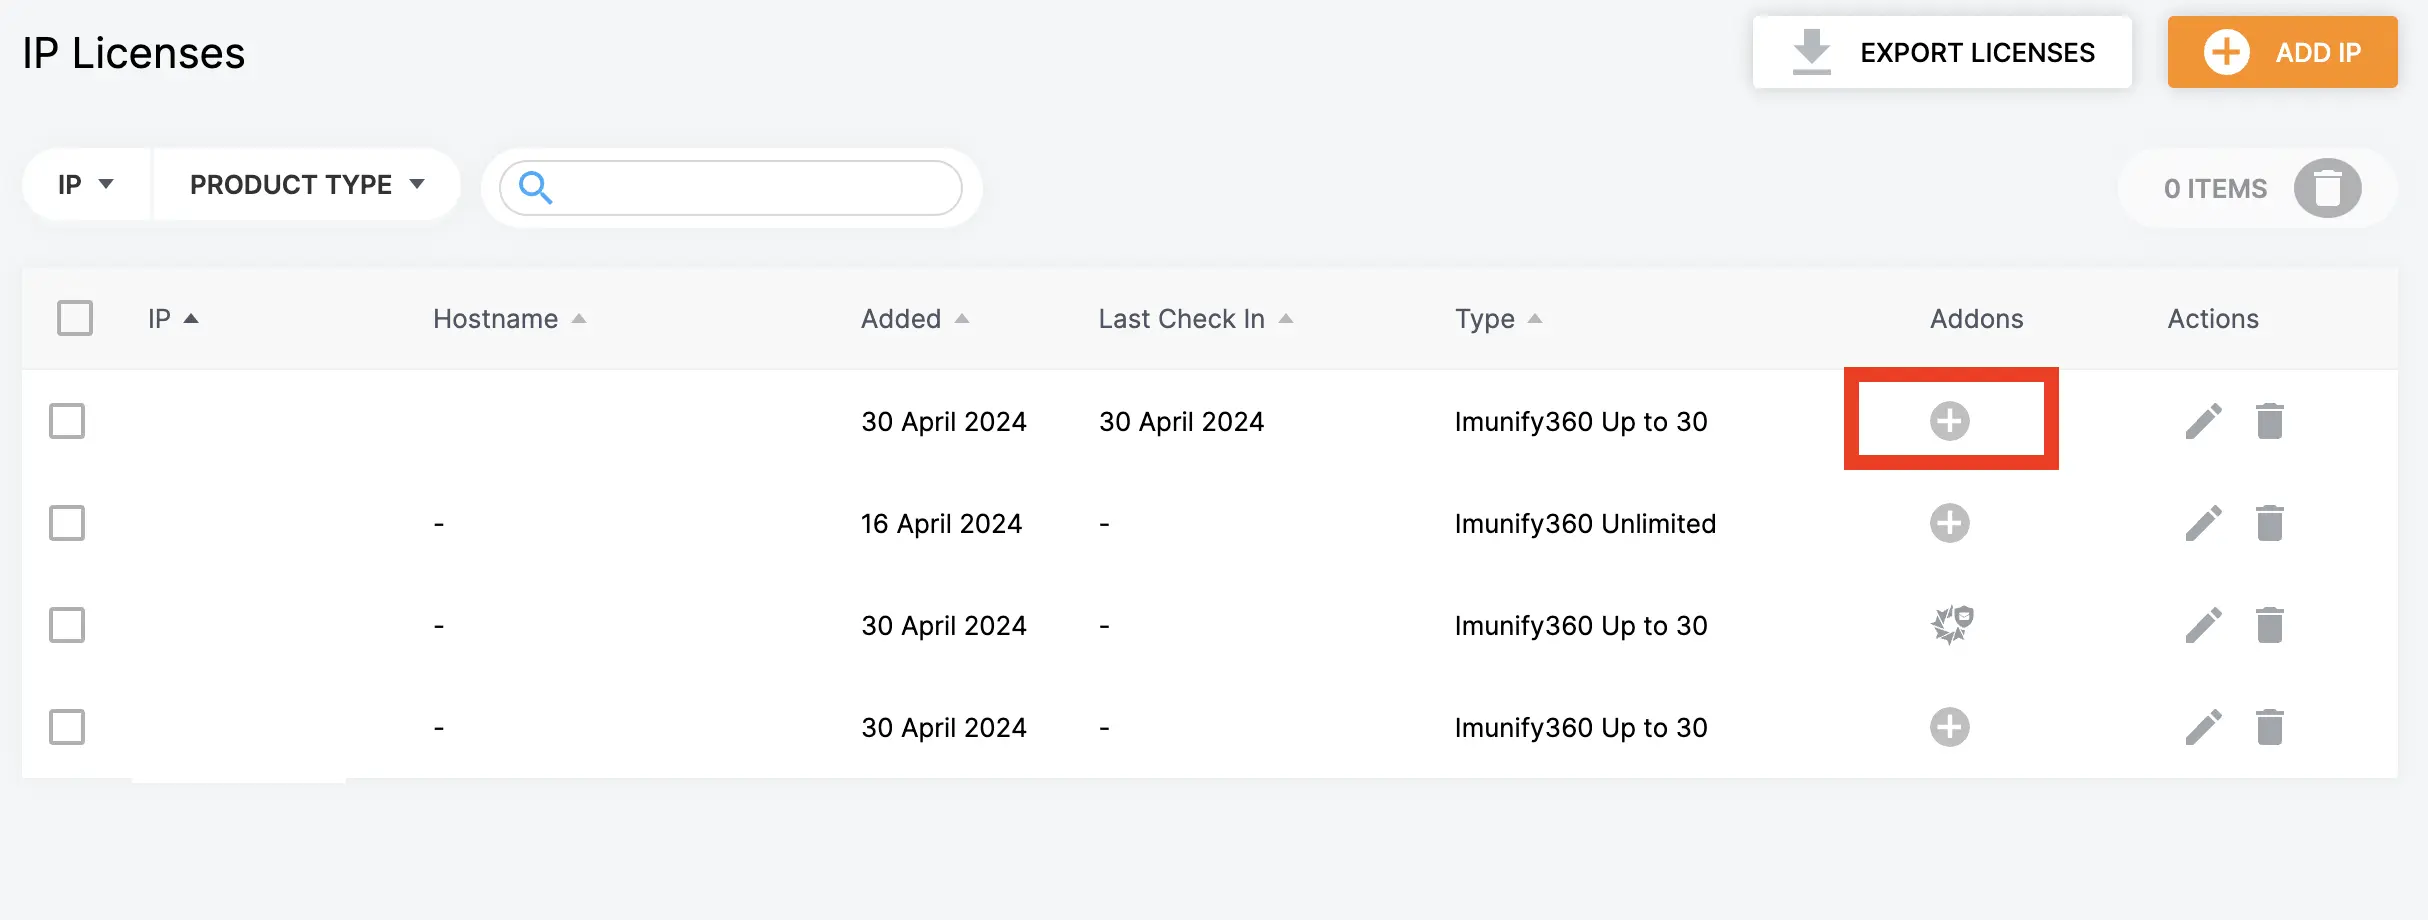 IP Licenses
EXPORT LICENSES
ADD IP
IP
PRODUCT TYPE
0 ITEMS
IP Hostname Added Last Check In Type Addons Actions
30 April 2024 30 April 2024 Imunify360 Up to 30
- 16 April 2024 - Imunify360 Unlimited
- 30 April 2024 - Imunify360 Up to 30
- 30 April 2024 - Imunify360 Up to 30